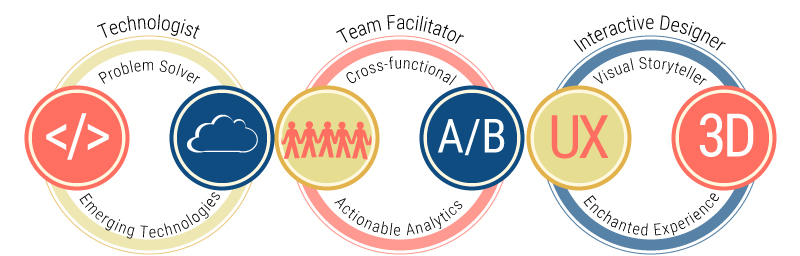 Technologist
Problem Solver
</>
Emerging Technologies
Team Facilitator
Cross-functional
A/B
Actionable Analytics
Interactive Designer
Visual Storyteller
UX
3D
Enchanted Experience